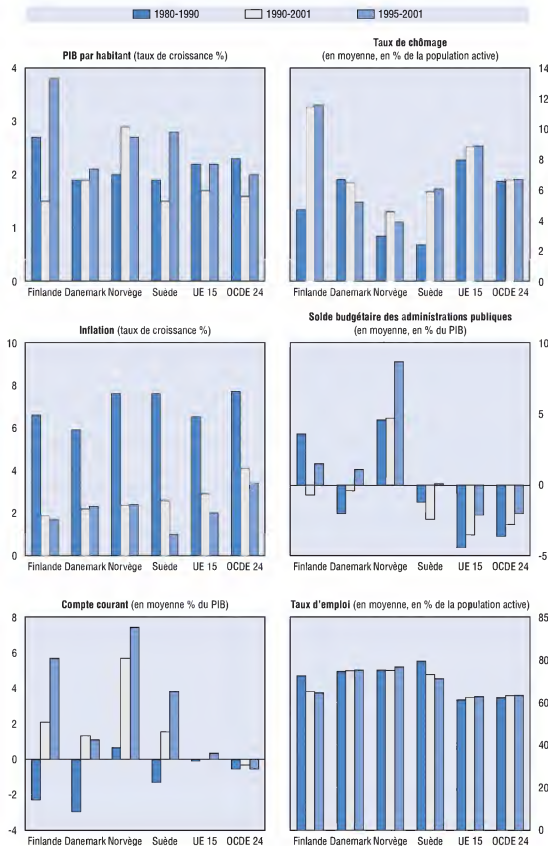 1980-1990 1990-2001 1995-2001
PIB par habitant (taux de croissance %)
4
3
2
1
0
Finlande Danemark Norvège Suède UE 15 OCDE 24
Taux de chômage
(en moyenne, en % de la population active)
14
12
10
8
6
4
2
0
Finlande Danemark Norvège Suède UE 15 OCDE 24
Inflation (taux de croissance %)
10
8
6
4
2
0
Finlande Danemark Norvège Suède UE 15 OCDE 24
Solde budgétaire des administrations publiques
(en moyenne, en % du PIB)
10
5
0
-5
Finlande Danemark Norvège Suède UE 15 OCDE 24
Compte courant (en moyenne % du PIB)
8
6
4
2
0
-2
-4
Finlande Danemark Norvège Suède UE 15 OCDE 24
Taux d'emploi (en moyenne, en % de la population active)
85
80
60
40
20
0
Finlande Danemark Norvège Suède UE 15 OCDE 24